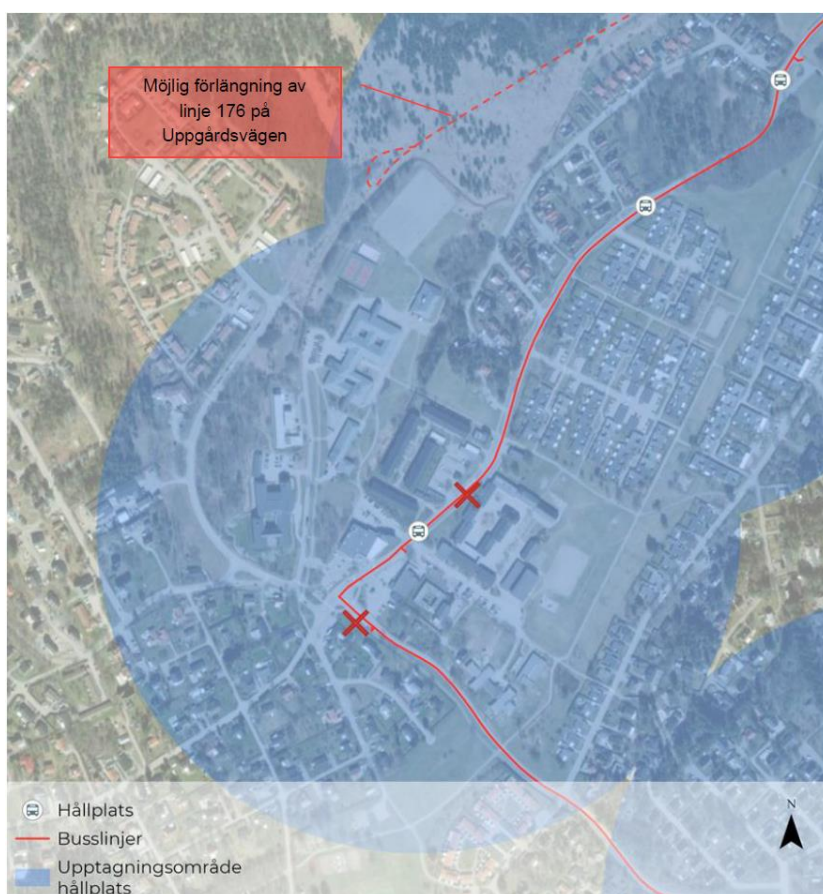 Möjlig förlängning av
linje 176 på
Uppgårdsvägen
Hållplats
Busslinjer
Upptagningsområde
hållplats
N